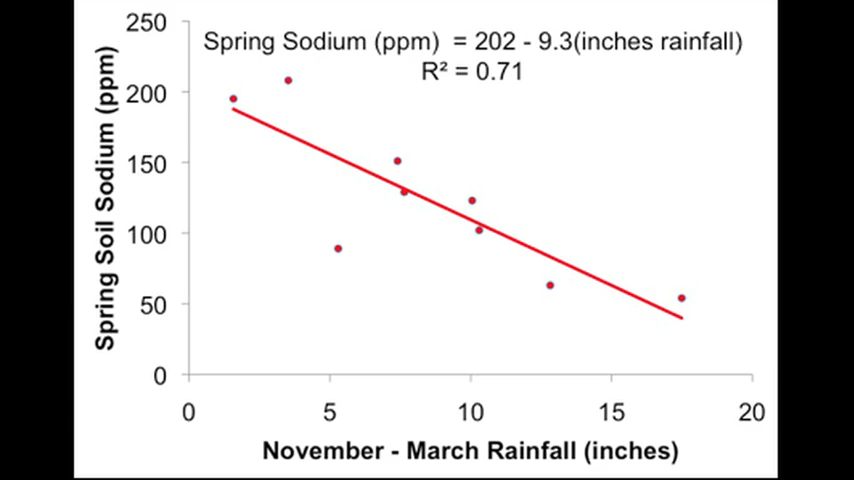 Spring Sodium (ppm) = 202 - 9.3(inches rainfall)
R² = 0.71
Spring Soil Sodium (ppm)
250
200
150
100
50
0
0 5 10 15 20
November - March Rainfall (inches)